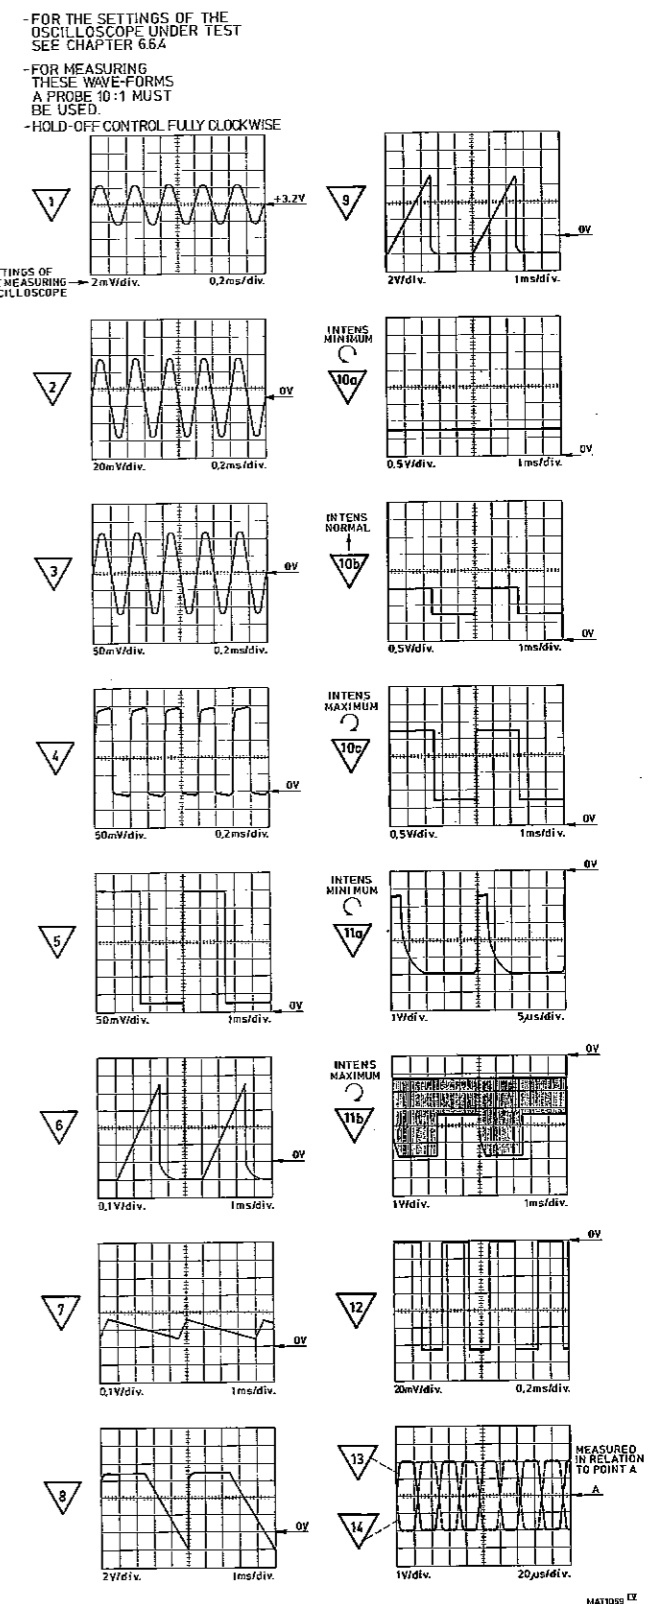 -FOR THE SETTINGS OF THE
OSCILLOSCOPE UNDER TEST
SEE CHAPTER 6.6.4
-FOR MEASURING
THESE WAVE-FORMS
A PROBE 10:1 MUST
BE USED.
-HOLD-OFF CONTROL FULLY CLOCKWISE
1
+3.2V
TTINGS OF
MEASURING
CILLOSCOPE
2mV/div. 0,2ms/div.
2
0V
20mV/div. 0,2ms/div.
3
0V
50mV/div. 0,2ms/div.
4
0V
50mV/div. 0,2ms/div.
5
0V
50mV/div. 1ms/div.
6
0V
0,1V/div. 1ms/div.
7
0V
0,1V/div. 1ms/div.
8
0V
2V/div. 1ms/div.
9
0V
2V/div. 1ms/div.
INTENS
MINIMUM
10a
0V
0.5V/div. 1ms/div.
INTENS
NORMAL
10b
0V
0,5V/div. 1ms/div.
INTENS
MAXIMUM
10c
0V
0,5V/div. 1ms/div.
INTENS
MINIMUM
0V
11a
1V/div. 5µs/div.
INTENS
MAXIMUM
0V
11b
1V/div. 1ms/div.
0V
12
20mV/div. 0,2ms/div.
13
MEASURED
IN RELATION
TO POINT A
A
14
1V/div. 20µs/div.
MAT1059